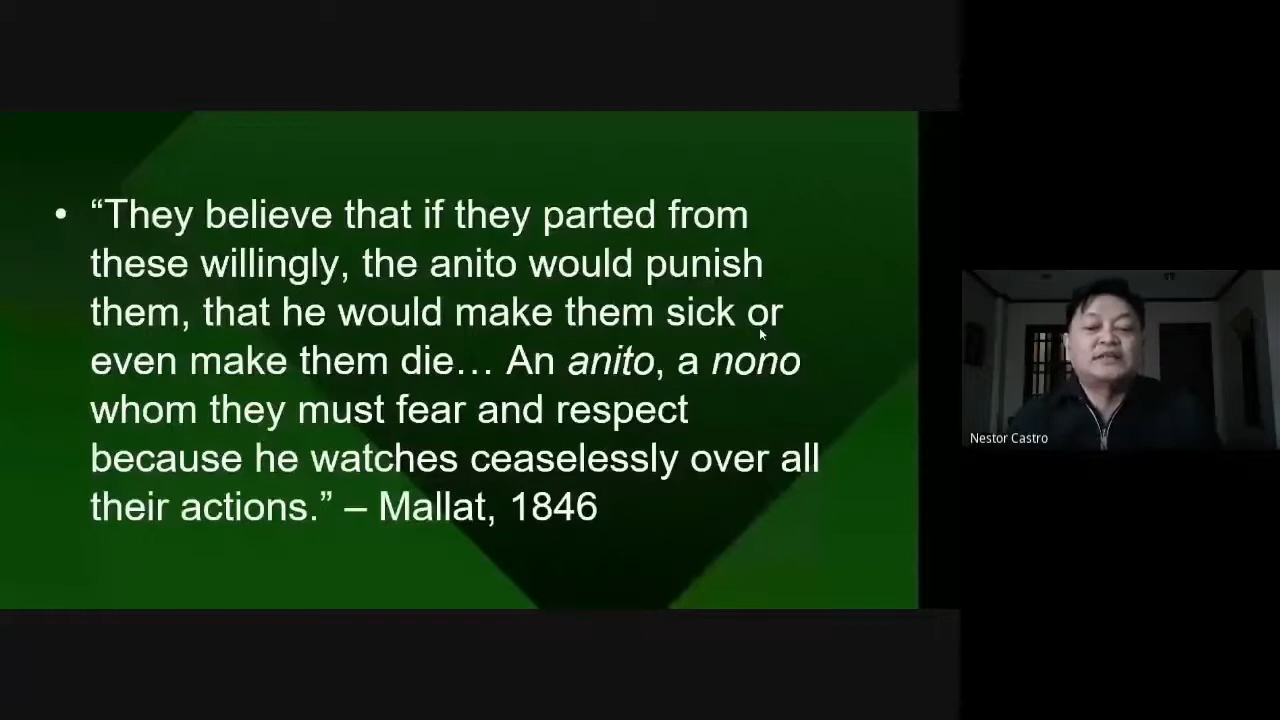 • “They believe that if they parted from
these willingly, the anito would punish
them, that he would make them sick or
even make them die… An anito, a nono
whom they must fear and respect
because he watches ceaselessly over all
their actions.” – Mallat, 1846
Nestor Castro